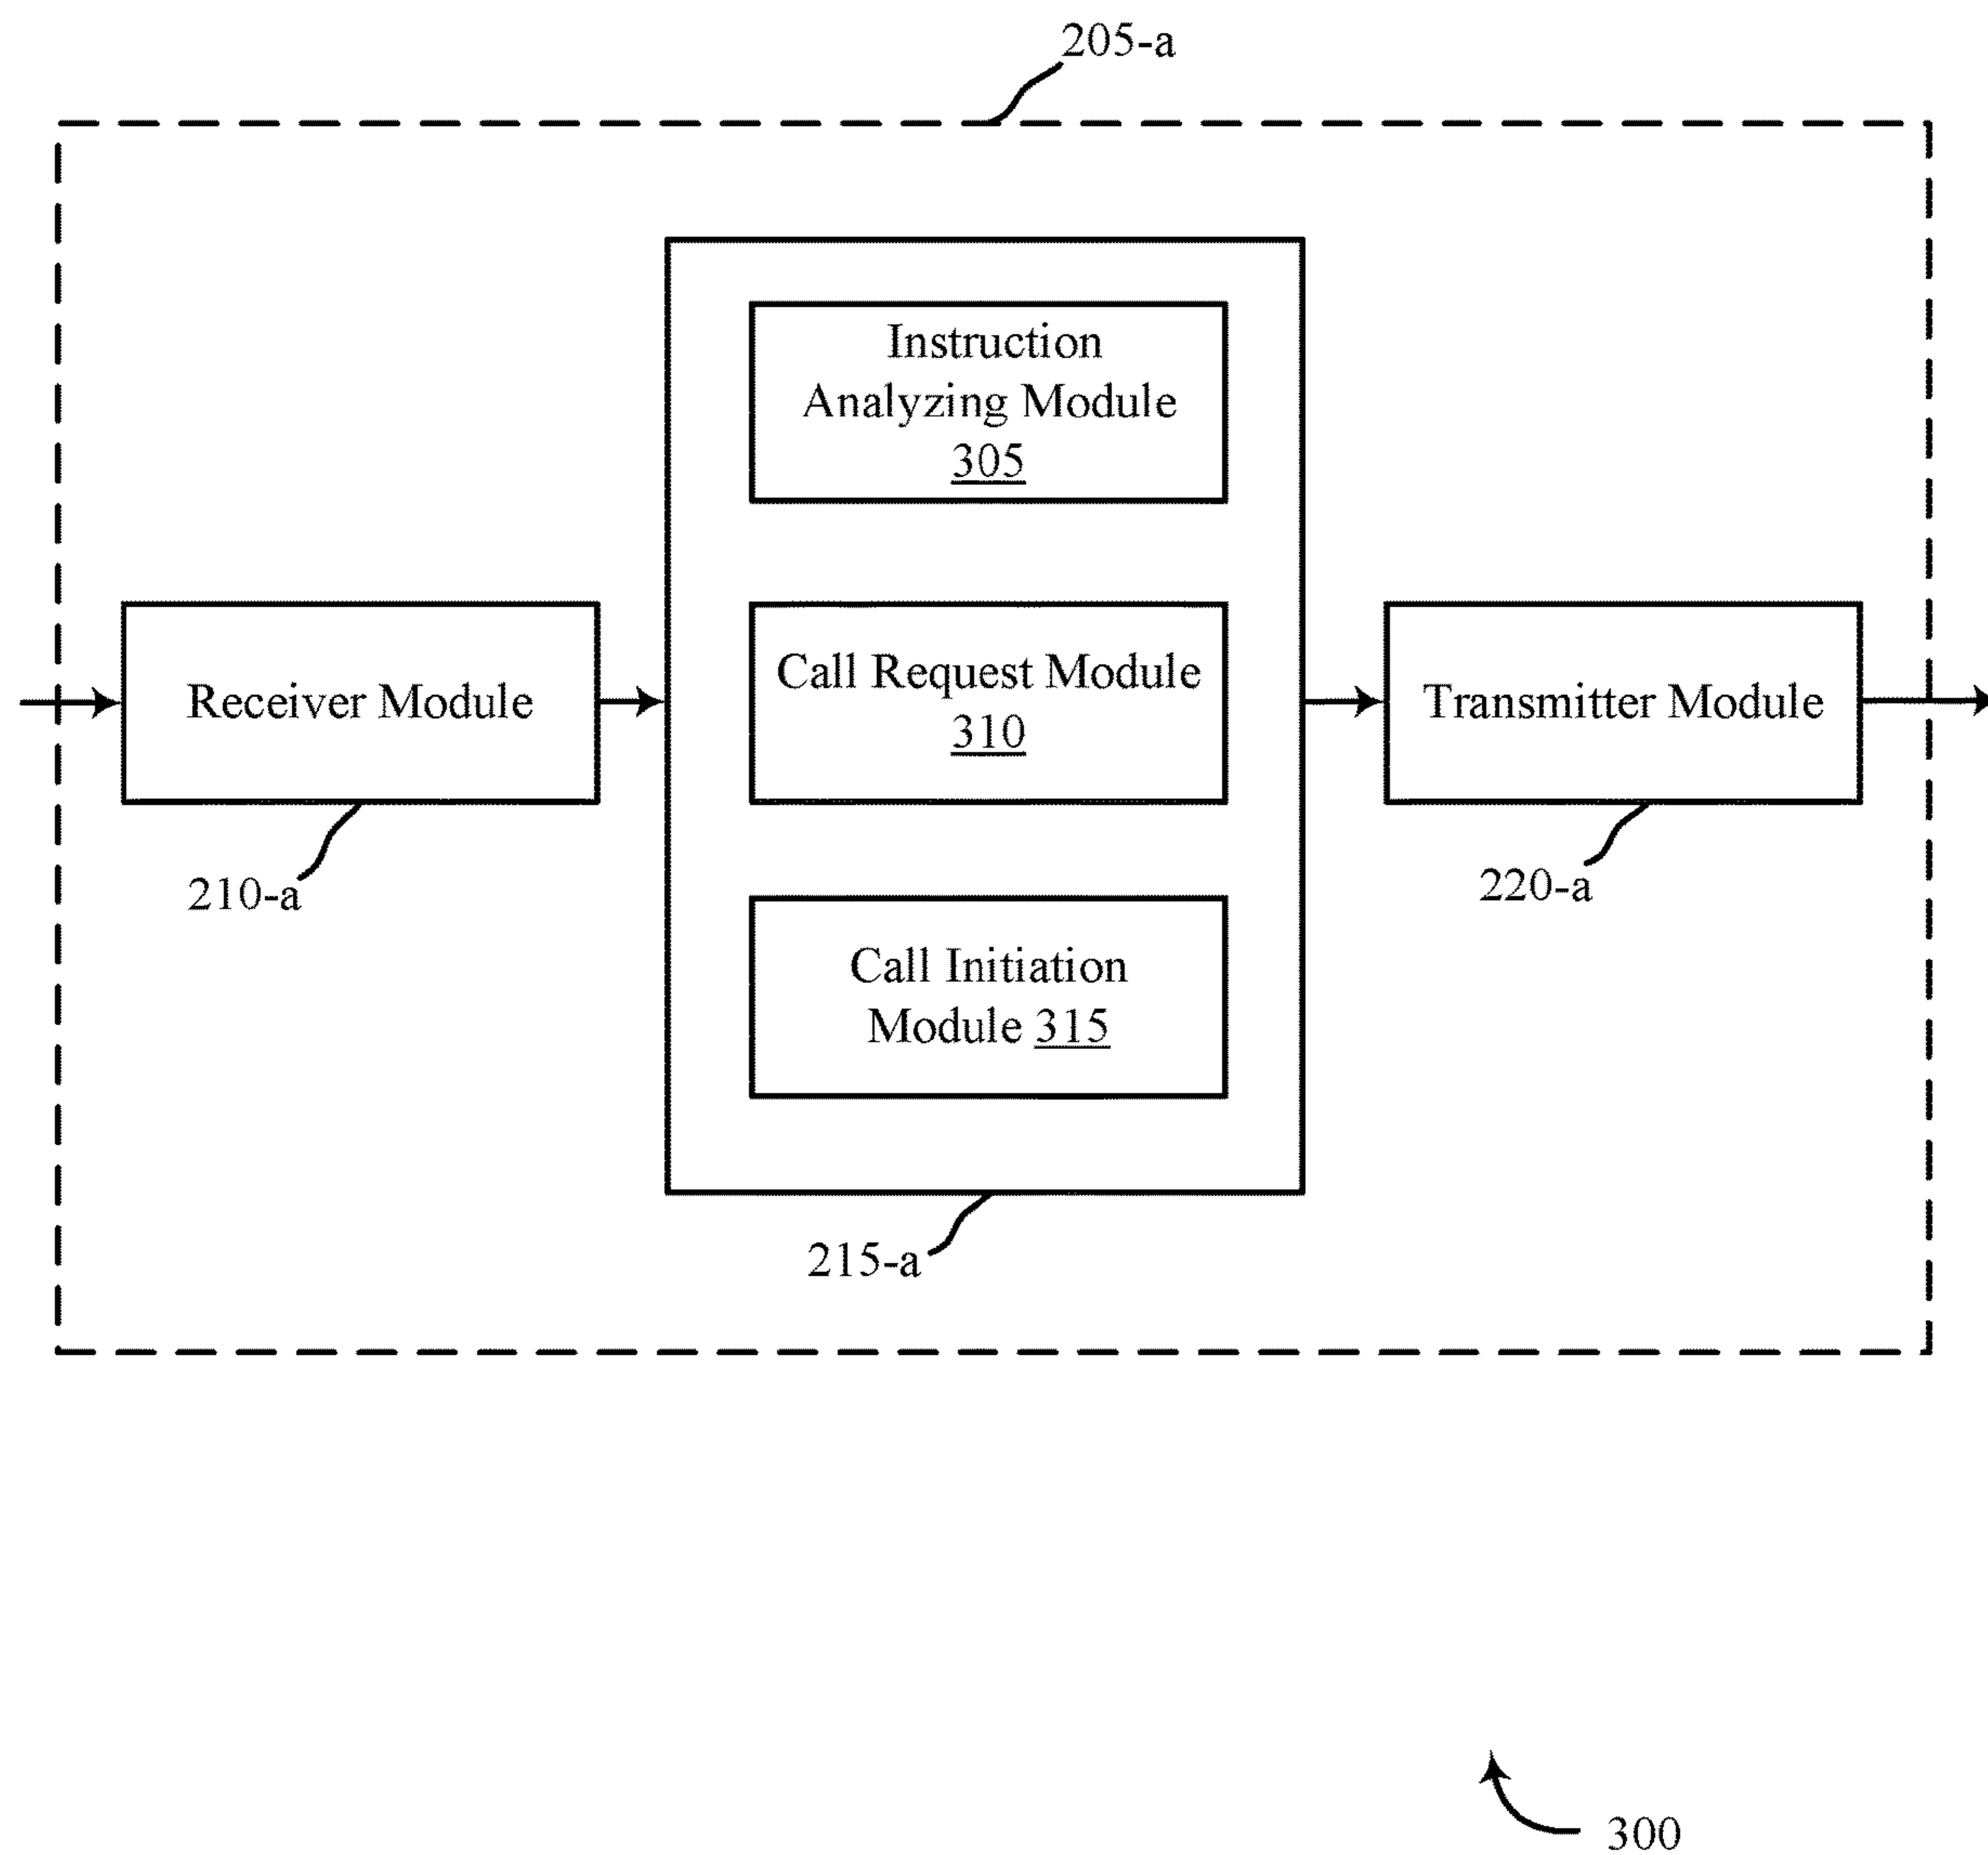 205-a
Instruction
Analyzing Module
305
Receiver Module
Call Request Module
310
Transmitter Module
210-a
220-a
Call Initiation
Module 315
215-a
300